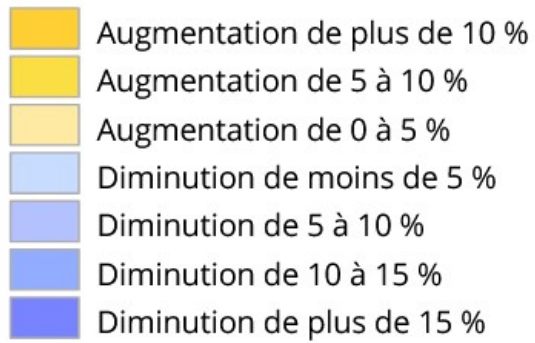 Augmentation de plus de 10 %
Augmentation de 5 à 10 %
Augmentation de 0 à 5 %
Diminution de moins de 5 %
Diminution de 5 à 10 %
Diminution de 10 à 15 %
Diminution de plus de 15 %